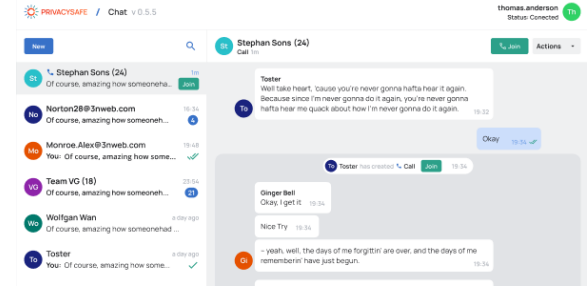 PRIVACYSAFE / Chat v 0.5.5
thomas.anderson
Status: Conected
Th
New
St
Stephan Sons (24)
Call 1m
Join
Actions
St
Stephan Sons (24)
1m
Of course, amazing how someoneha...
Join
No
Norton28@3nweb.com
19:34
Of course, amazing how someoneh...
4
Mo
Monroe.Alex@3nweb.com
19:48
You: Of course, amazing how some...
VG
Team VG (18)
23:54
Of course, amazing how someoneh...
21
Wo
Wolfgan Wan
a day ago
Of course, amazing how someonehad ...
To
Toster
a day ago
You: Of course, amazing how some...
Toster
Well take heart, 'cause you're never gonna hafta hear it again.
Because since I'm never gonna do it again, you're never gonna
hafta hear me quack about how I'm never gonna do it again.
19:32
To
Okay
19:34
To
Toster has created Call
Join
19:34
Ginger Bell
Okay, I get it
19:34
Nice Try
19:34
– yeah, well, the days of me forgittin' are over, and the days of me
rememberin' have just begun.
19:34
Gi